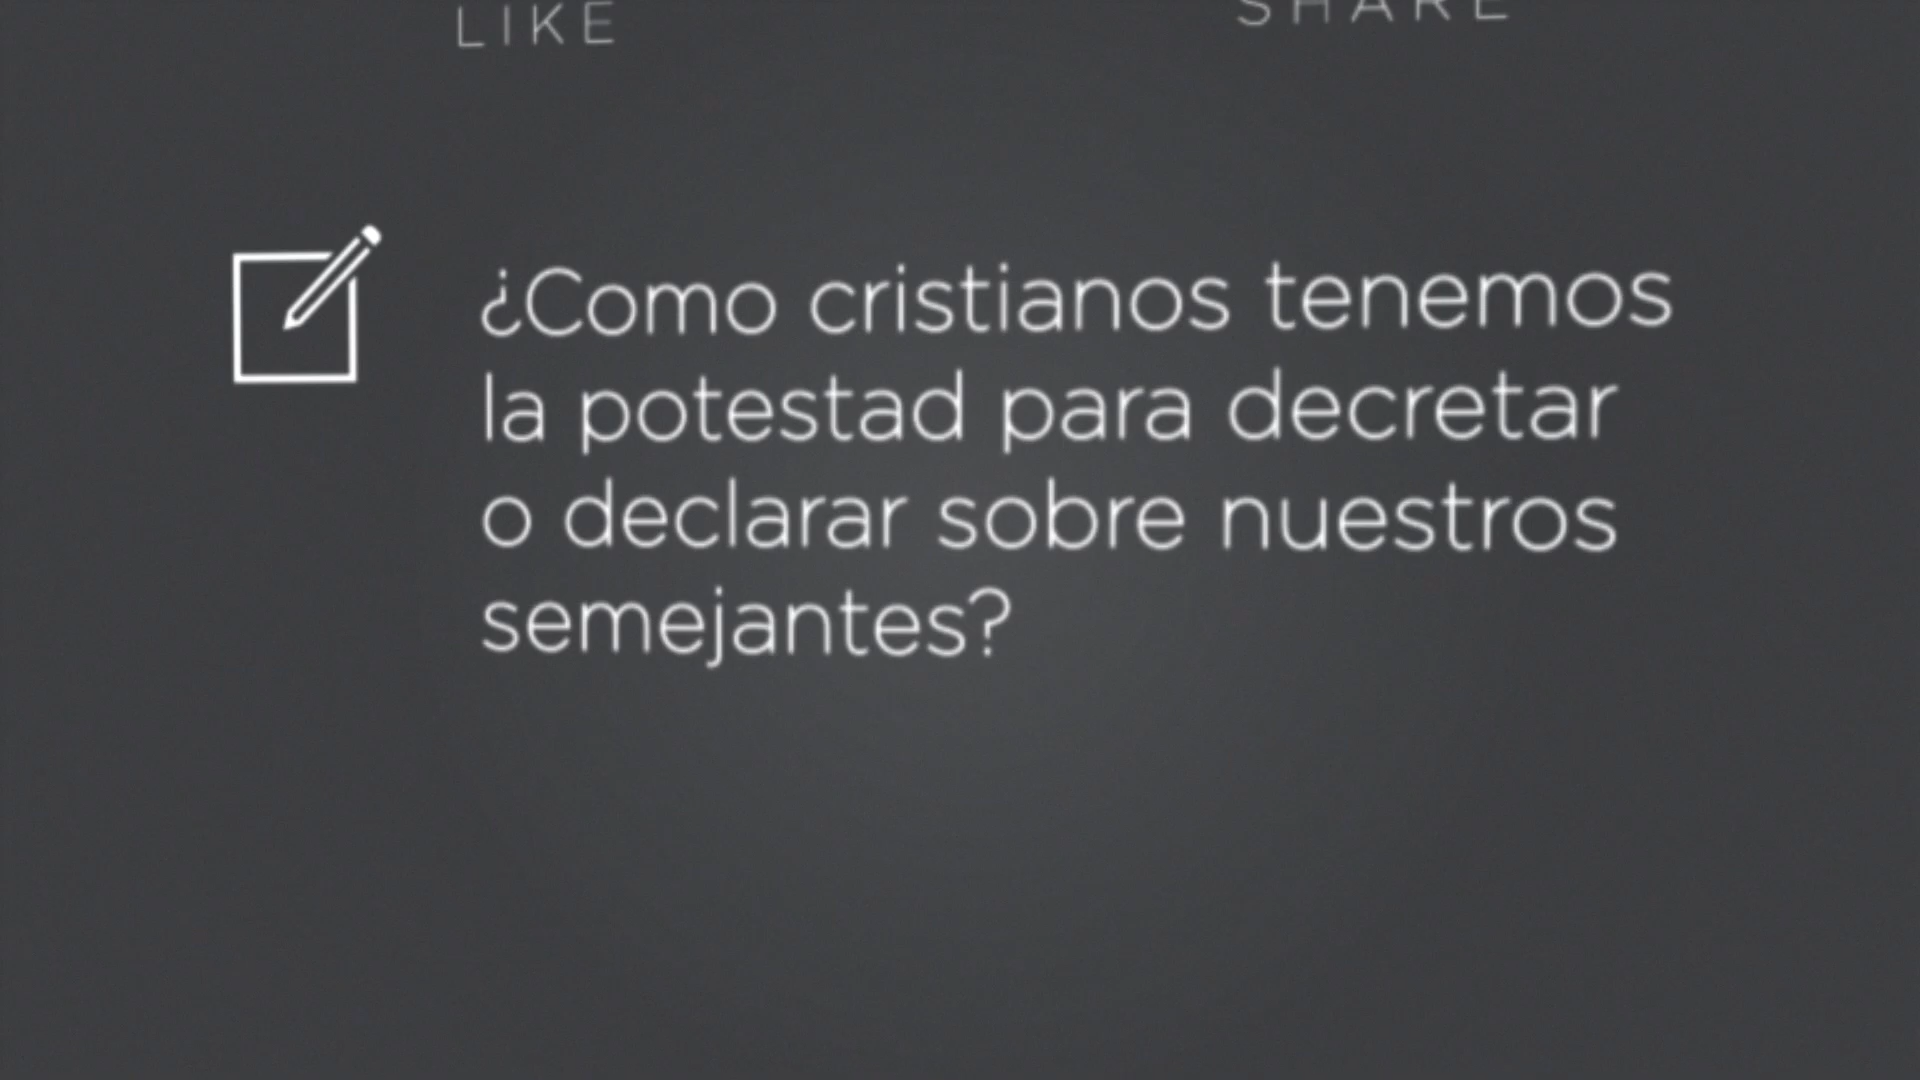 LIKE SHARE
¿Como cristianos tenemos
la potestad para decretar
o declarar sobre nuestros
semejantes?